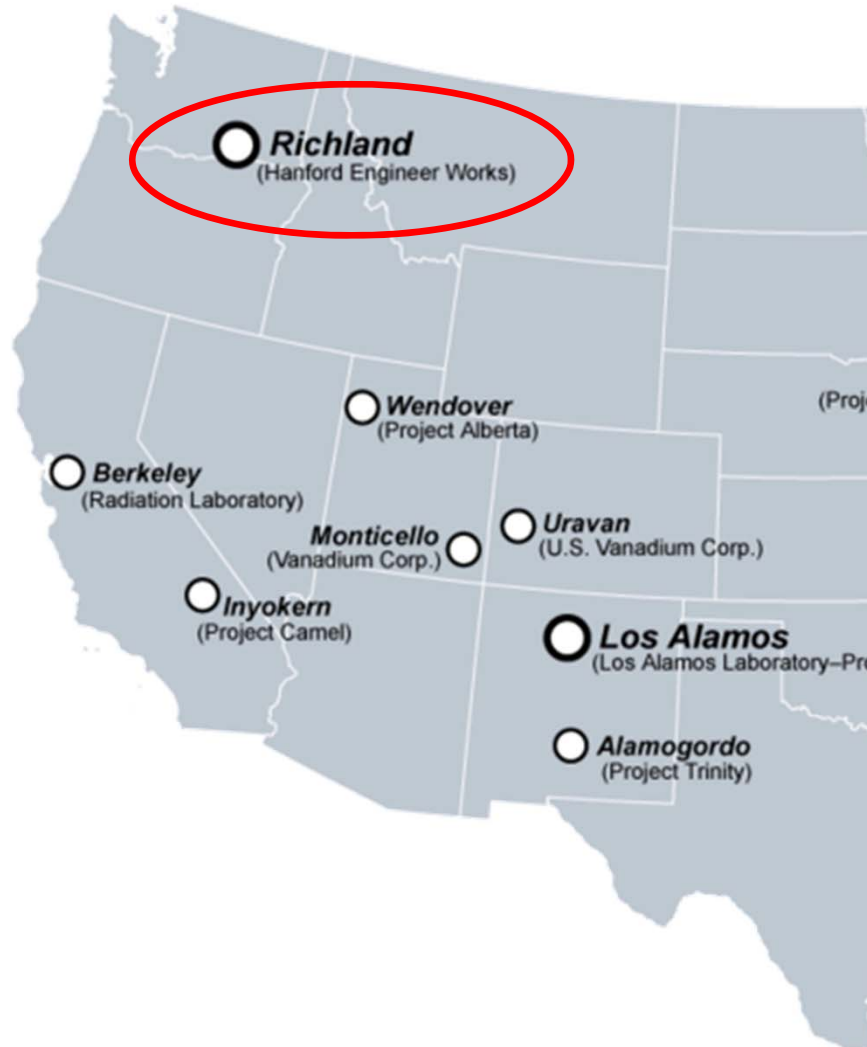 Richland
(Hanford Engineer Works)
Wendover
(Project Alberta)
(Proj
Berkeley
(Radiation Laboratory)
Monticello
(Vanadium Corp.)
Uravan
(U.S. Vanadium Corp.)
Inyokern
(Project Camel)
Los Alamos
(Los Alamos Laboratory–Pro
Alamogordo
(Project Trinity)